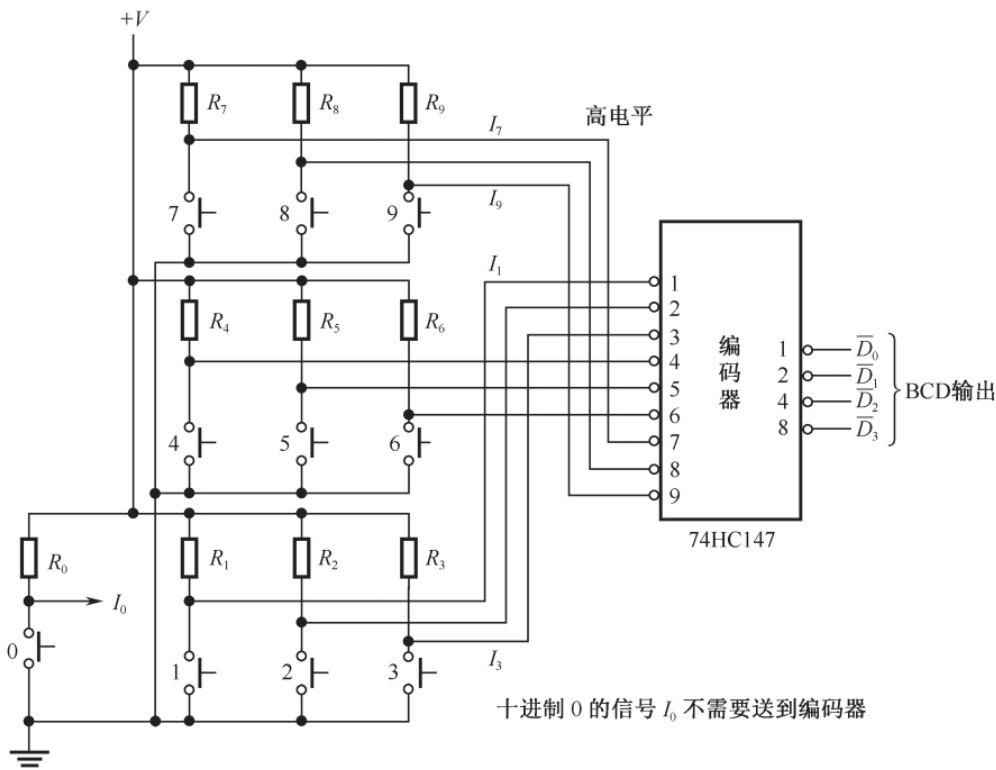 +V
R₇ R₈ R₉
I₇
高电平
7 8 9
I₉
I₁
R₄ R₅ R₆
4 5 6
1
2
3
4
5
6
7
8
9
编码器
1 D̅₀
2 D̅₁
4 D̅₂
8 D̅₃
BCD输出
74HC147
R₀ R₁ R₂ R₃
I₀
0 1 2 3
I₃
十进制 0 的信号 I₀ 不需要送到编码器